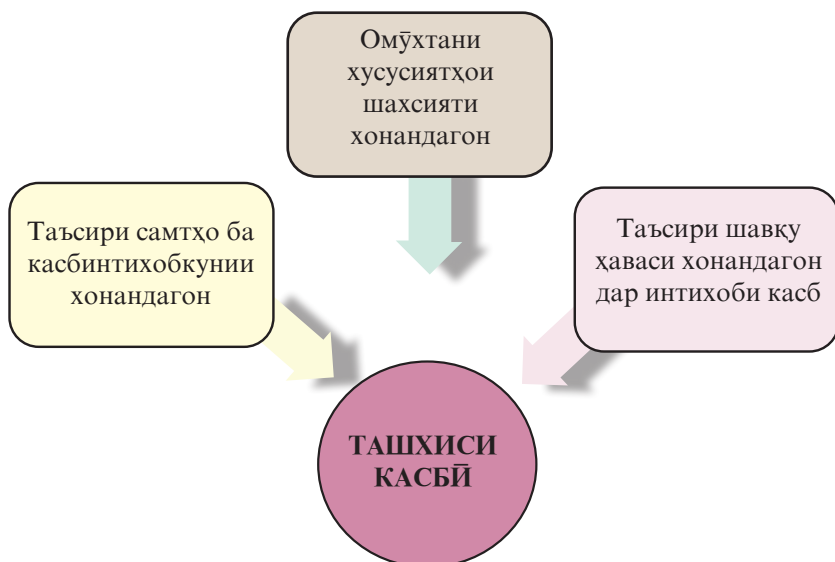 Омӯхтани
хусусиятҳои
шахсияти
хонандагон
Таъсири самтҳо ба
касбинтихобкунии
хонандагон
Таъсири шавқу
ҳаваси хонандагон
дар интихоби касб
ТАШХИСИ
КАСБӢ